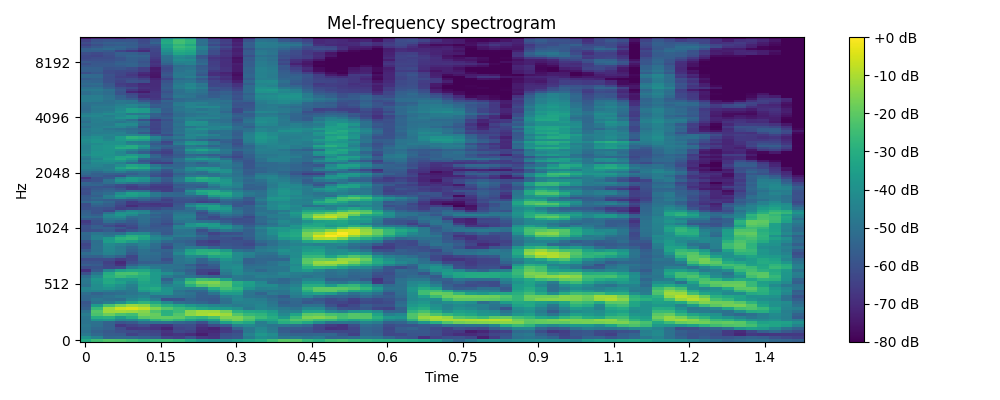 Mel-frequency spectrogram
Hz
8192
4096
2048
1024
512
0
0 0.15 0.3 0.45 0.6 0.75 0.9 1.1 1.2 1.4
Time
+0 dB
-10 dB
-20 dB
-30 dB
-40 dB
-50 dB
-60 dB
-70 dB
-80 dB